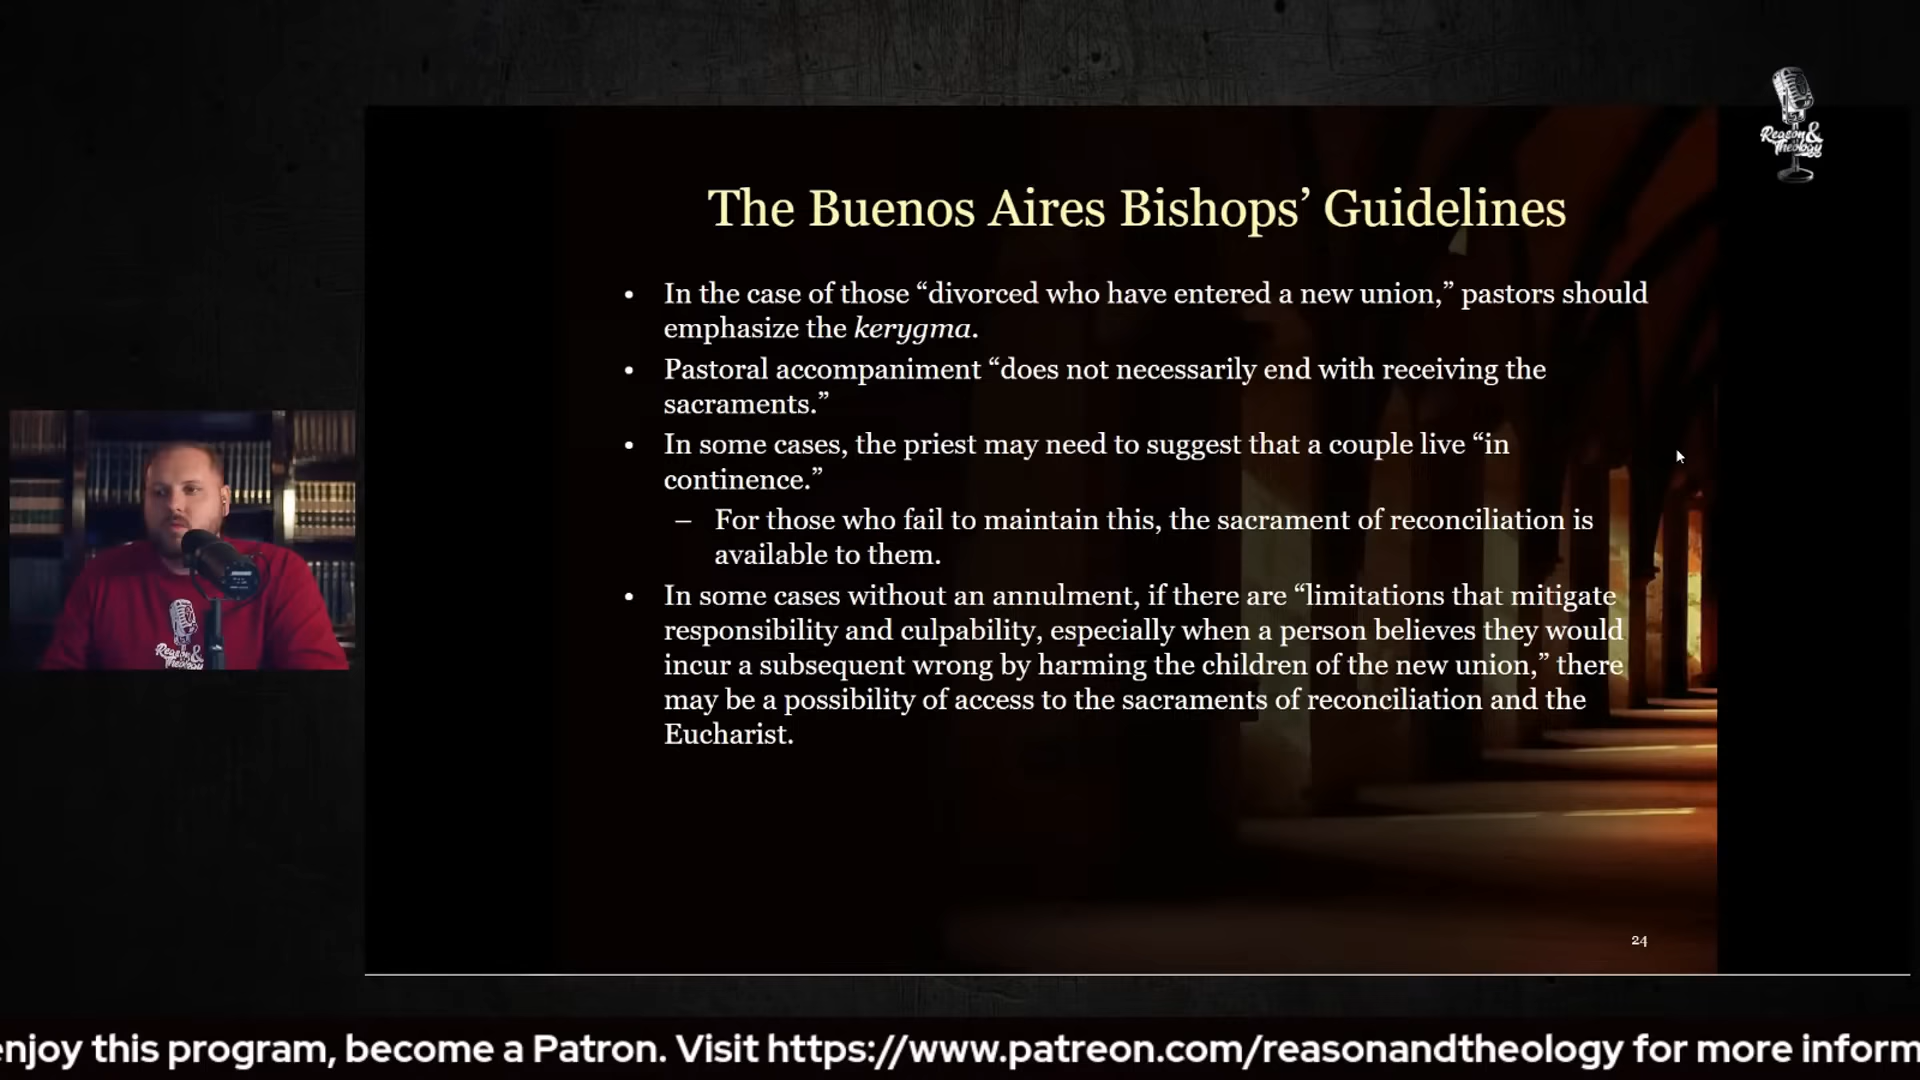 Reason &
Theology
The Buenos Aires Bishops’ Guidelines
• In the case of those “divorced who have entered a new union,” pastors should
emphasize the kerygma.
• Pastoral accompaniment “does not necessarily end with receiving the
sacraments.”
• In some cases, the priest may need to suggest that a couple live “in
continence.”
– For those who fail to maintain this, the sacrament of reconciliation is
available to them.
• In some cases without an annulment, if there are “limitations that mitigate
responsibility and culpability, especially when a person believes they would
incur a subsequent wrong by harming the children of the new union,” there
may be a possibility of access to the sacraments of reconciliation and the
Eucharist.
Reason &
Theology
24
enjoy this program, become a Patron. Visit https://www.patreon.com/reasonandtheology for more inform